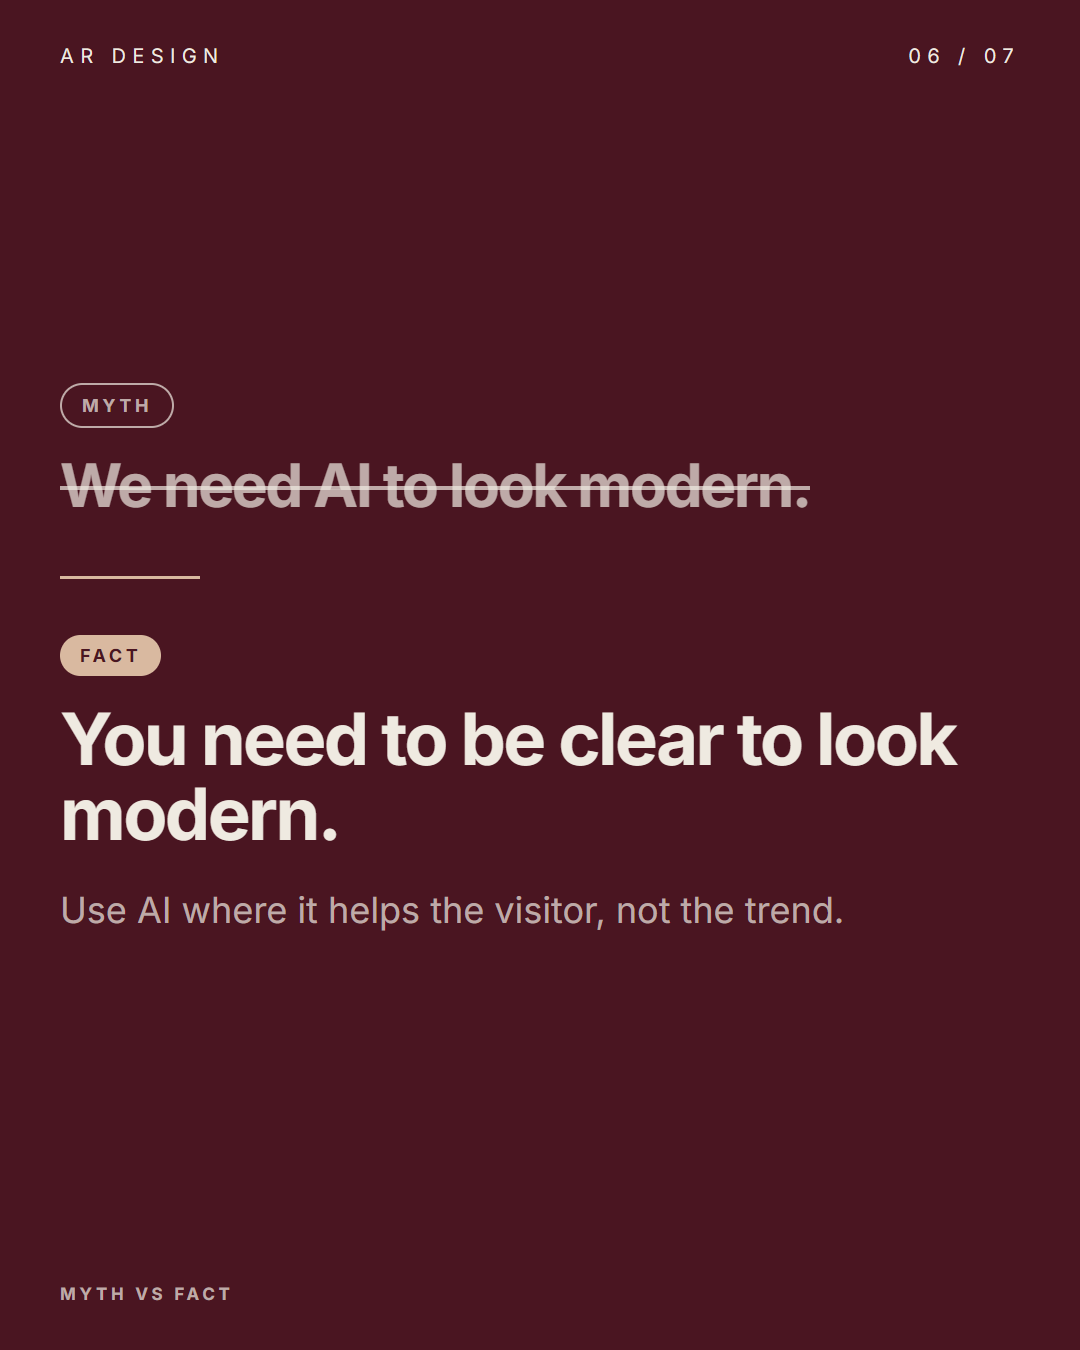 AR DESIGN
06 / 07
MYTH
We need AI to look modern.
FACT
You need to be clear to look
modern.
Use AI where it helps the visitor, not the trend.
MYTH VS FACT